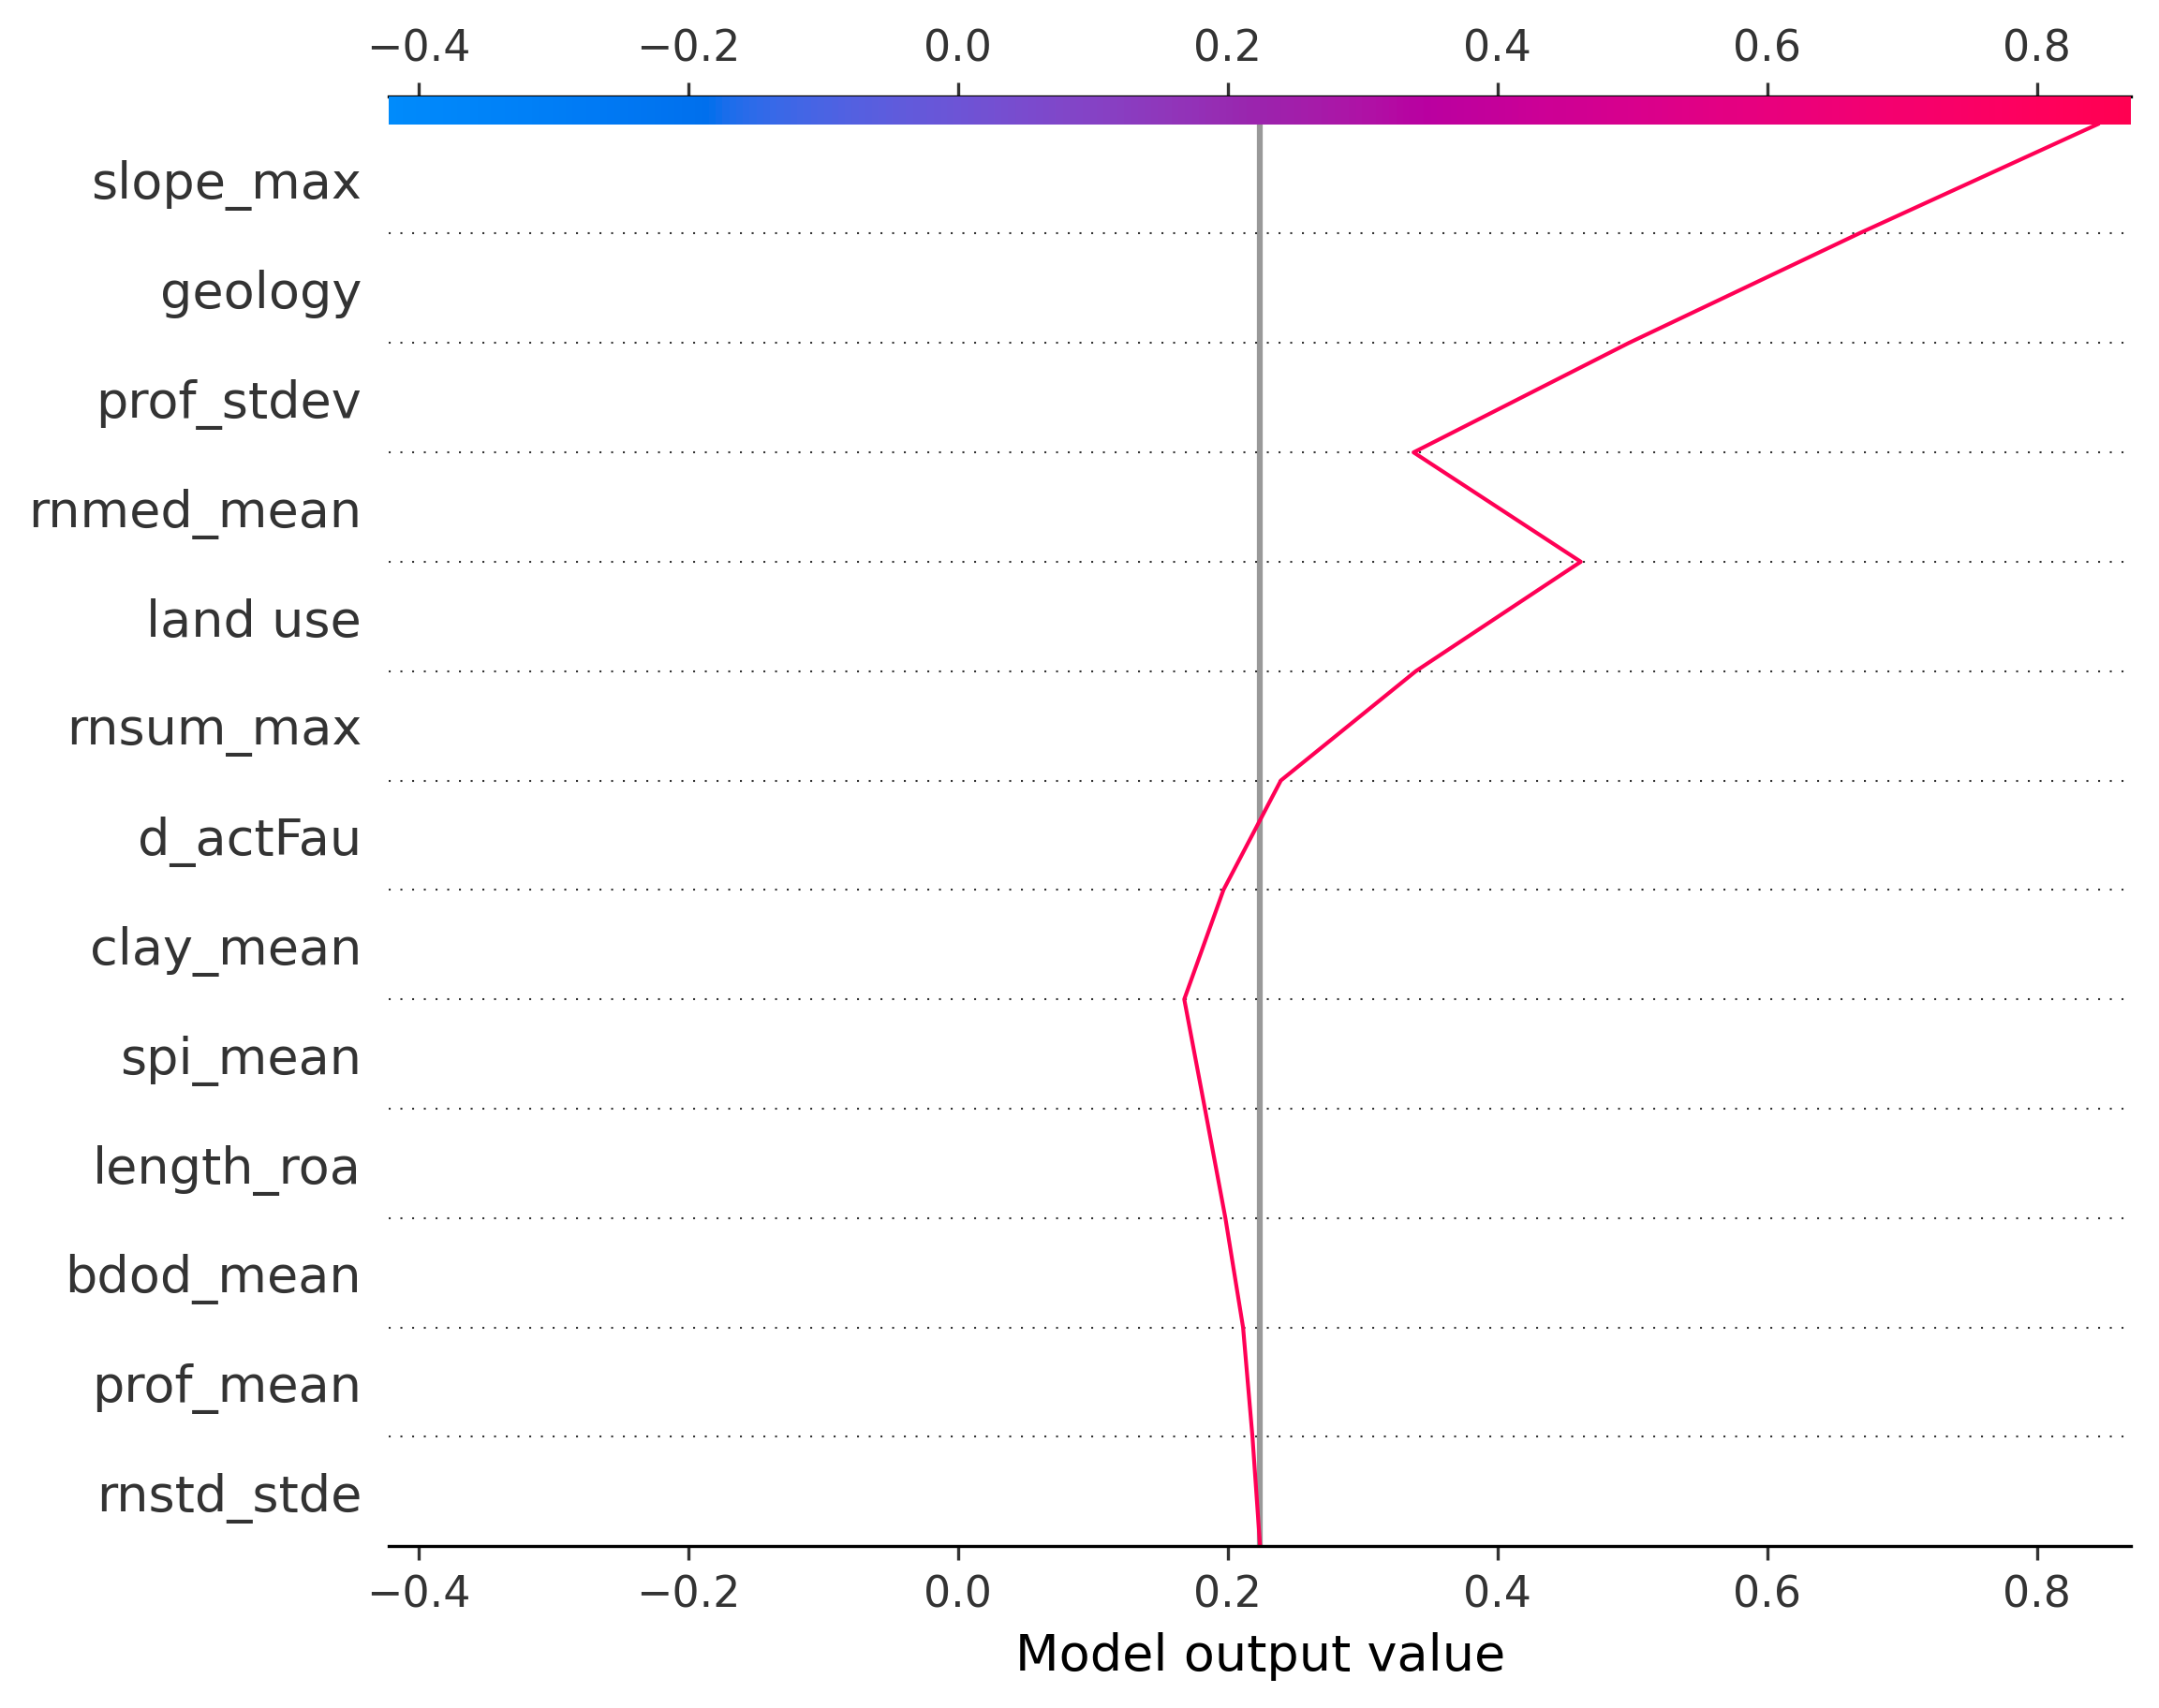 −0.4 −0.2 0.0 0.2 0.4 0.6 0.8
slope_max
geology
prof_stdev
rnmed_mean
land use
rnsum_max
d_actFau
clay_mean
spi_mean
length_roa
bdod_mean
prof_mean
rnstd_stde
−0.4 −0.2 0.0 0.2 0.4 0.6 0.8
Model output value